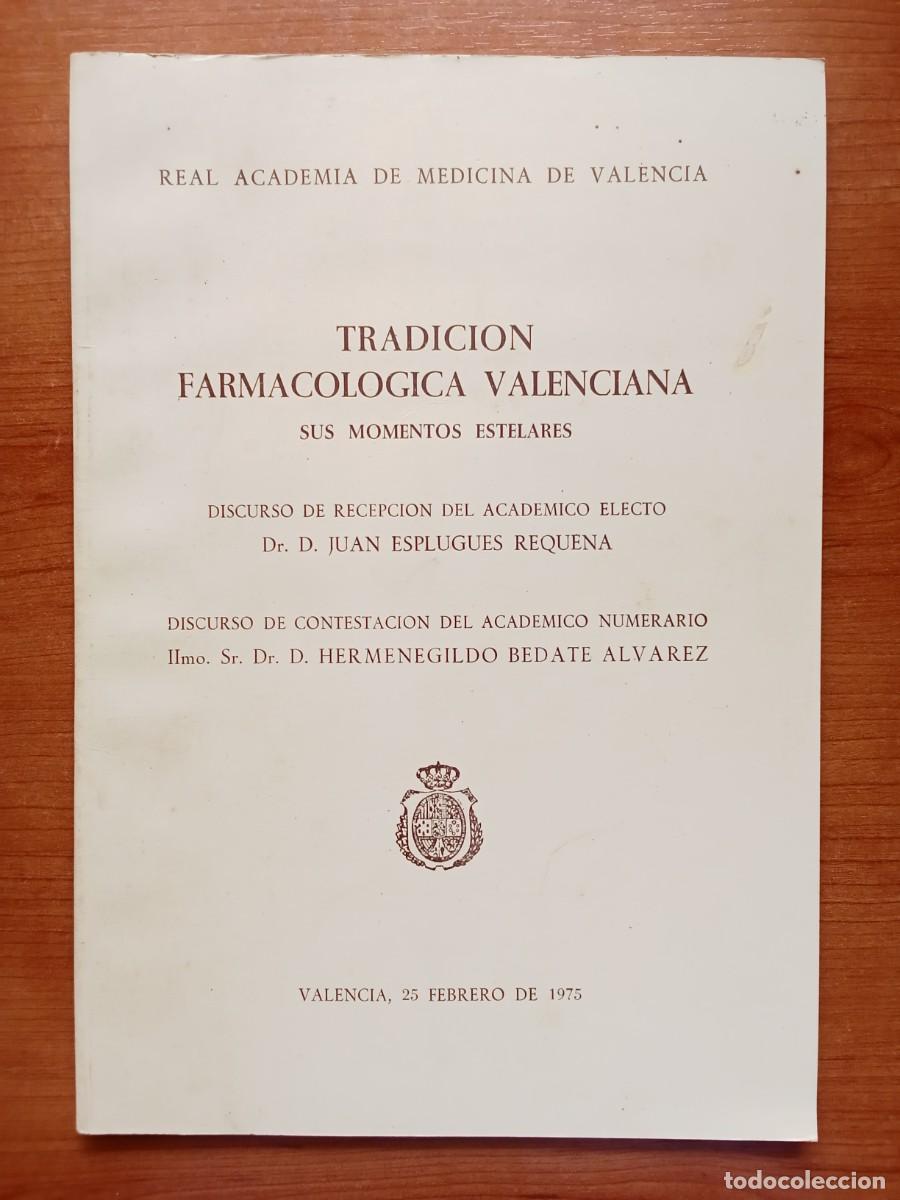 REAL ACADEMIA DE MEDICINA DE VALENCIA
TRADICION
FARMACOLOGICA VALENCIANA
SUS MOMENTOS ESTELARES
DISCURSO DE RECEPCION DEL ACADEMICO ELECTO
Dr. D. JUAN ESPLUGUES REQUENA
DISCURSO DE CONTESTACION DEL ACADEMICO NUMERARIO
IImo. Sr. Dr. D. HERMENEGILDO BEDATE ALVAREZ
VALENCIA, 25 FEBRERO DE 1975
todocoleccion